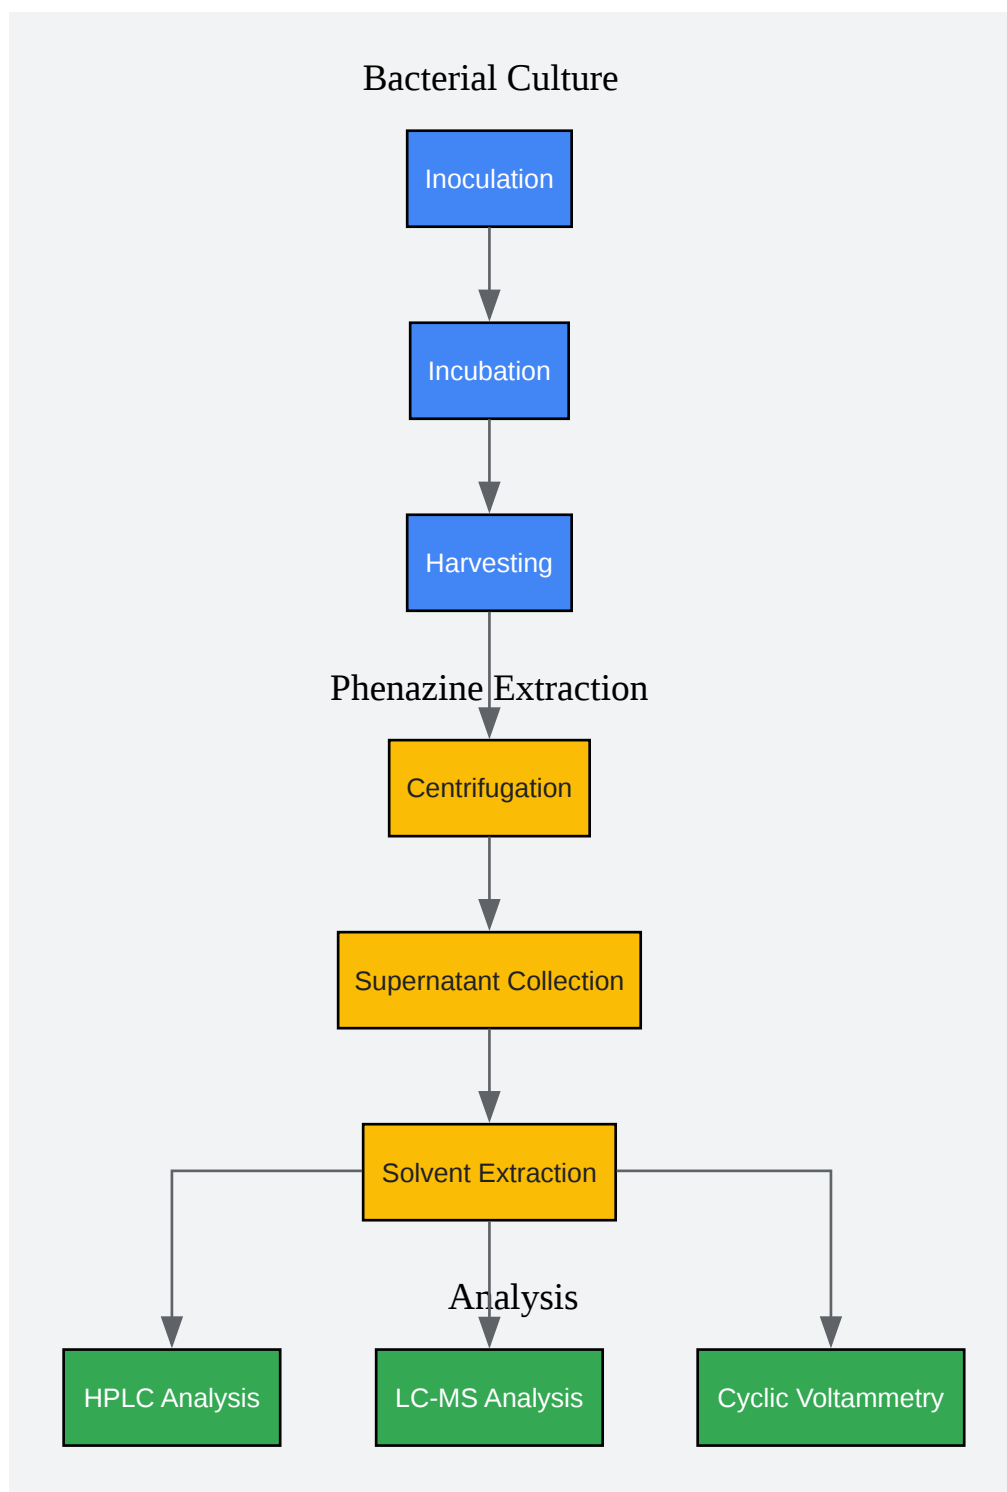 Bacterial Culture
Inoculation
Incubation
Harvesting
Phenazine Extraction
Centrifugation
Supernatant Collection
Solvent Extraction
Analysis
HPLC Analysis
LC-MS Analysis
Cyclic Voltammetry